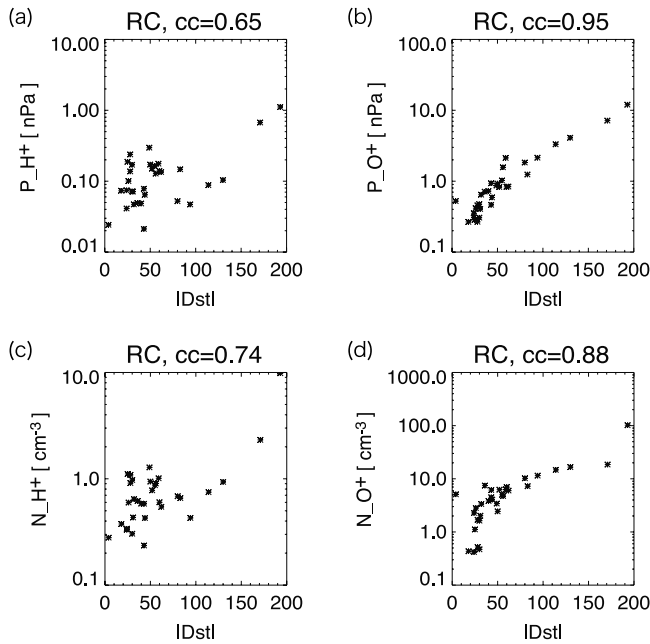 (a) RC, cc=0.65
P_H+ [ nPa ]
10.00
1.00
0.10
0.01
0 50 100 150 200
|Dst|
(b) RC, cc=0.95
P_O+ [ nPa ]
100.0
10.0
1.0
0.1
0 50 100 150 200
|Dst|
(c) RC, cc=0.74
N_H+ [ cm-3 ]
10.0
1.0
0.1
0 50 100 150 200
|Dst|
(d) RC, cc=0.88
N_O+ [ cm-3 ]
1000.0
100.0
10.0
1.0
0.1
0 50 100 150 200
|Dst|